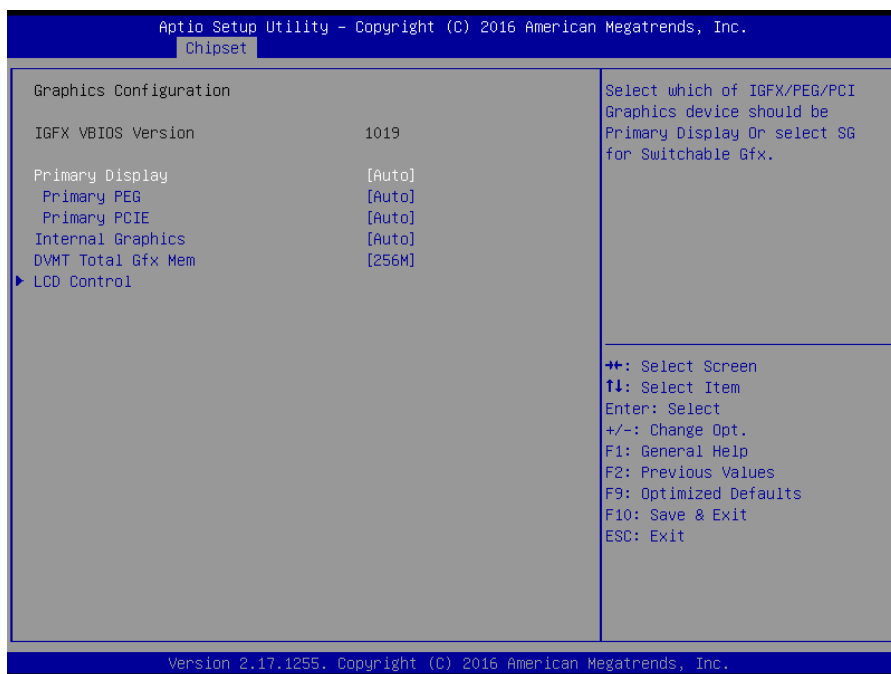 Aptio Setup Utility – Copyright (C) 2016 American Megatrends, Inc.
Chipset
Graphics Configuration
IGFX VBIOS Version 1019
Primary Display [Auto]
Primary PEG [Auto]
Primary PCIE [Auto]
Internal Graphics [Auto]
DVMT Total Gfx Mem [256M]
▶ LCD Control
Select which of IGFX/PEG/PCI
Graphics device should be
Primary Display Or select SG
for Switchable Gfx.
→←: Select Screen
↑↓: Select Item
Enter: Select
+/-: Change Opt.
F1: General Help
F2: Previous Values
F9: Optimized Defaults
F10: Save & Exit
ESC: Exit
Version 2.17.1255. Copyright (C) 2016 American Megatrends, Inc.